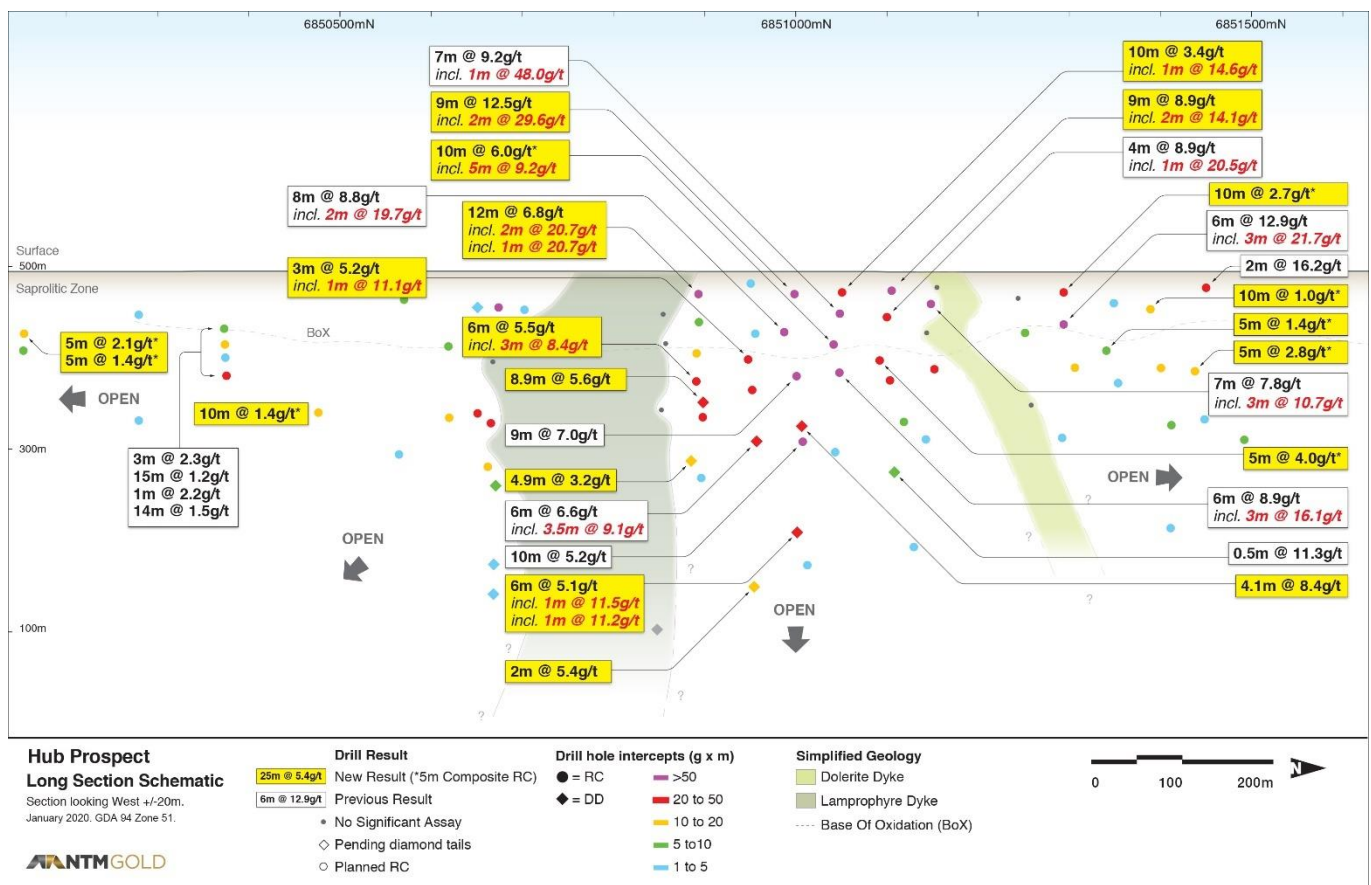 6850500mN
6851000mN
6851500mN
7m @ 9.2g/t
incl. 1m @ 48.0g/t
9m @ 12.5g/t
incl. 2m @ 29.6g/t
10m @ 6.0g/t*
incl. 5m @ 9.2g/t
8m @ 8.8g/t
incl. 2m @ 19.7g/t
12m @ 6.8g/t
incl. 2m @ 20.7g/t
incl. 1m @ 20.7g/t
10m @ 3.4g/t
incl. 1m @ 14.6g/t
9m @ 8.9g/t
incl. 2m @ 14.1g/t
4m @ 8.9g/t
incl. 1m @ 20.5g/t
10m @ 2.7g/t*
6m @ 12.9g/t
incl. 3m @ 21.7g/t
2m @ 16.2g/t
Surface
500m
Saprolitic Zone
3m @ 5.2g/t
incl. 1m @ 11.1g/t
BoX
10m @ 1.0g/t*
5m @ 1.4g/t*
5m @ 2.8g/t*
5m @ 2.1g/t*
5m @ 1.4g/t*
6m @ 5.5g/t
incl. 3m @ 8.4g/t
8.9m @ 5.6g/t
7m @ 7.8g/t
incl. 3m @ 10.7g/t
OPEN
10m @ 1.4g/t*
9m @ 7.0g/t
300m
3m @ 2.3g/t
15m @ 1.2g/t
1m @ 2.2g/t
14m @ 1.5g/t
4.9m @ 3.2g/t
5m @ 4.0g/t*
OPEN
6m @ 6.6g/t
incl. 3.5m @ 9.1g/t
6m @ 8.9g/t
incl. 3m @ 16.1g/t
?
OPEN
?
10m @ 5.2g/t
0.5m @ 11.3g/t
?
6m @ 5.1g/t
incl. 1m @ 11.5g/t
incl. 1m @ 11.2g/t
4.1m @ 8.4g/t
?
OPEN
100m
?
?
2m @ 5.4g/t
?
?
Hub Prospect
Long Section Schematic
Section looking West +/-20m.
January 2020. GDA 94 Zone 51.
NTMGOLD
Drill Result
25m @ 5.4g/t New Result (*5m Composite RC)
6m @ 12.9g/t Previous Result
No Significant Assay
Pending diamond tails
Planned RC
Drill hole intercepts (g x m)
= RC
= DD
>50
20 to 50
10 to 20
5 to10
1 to 5
Simplified Geology
Dolerite Dyke
Lamprophyre Dyke
Base Of Oxidation (BoX)
0 100 200m
N